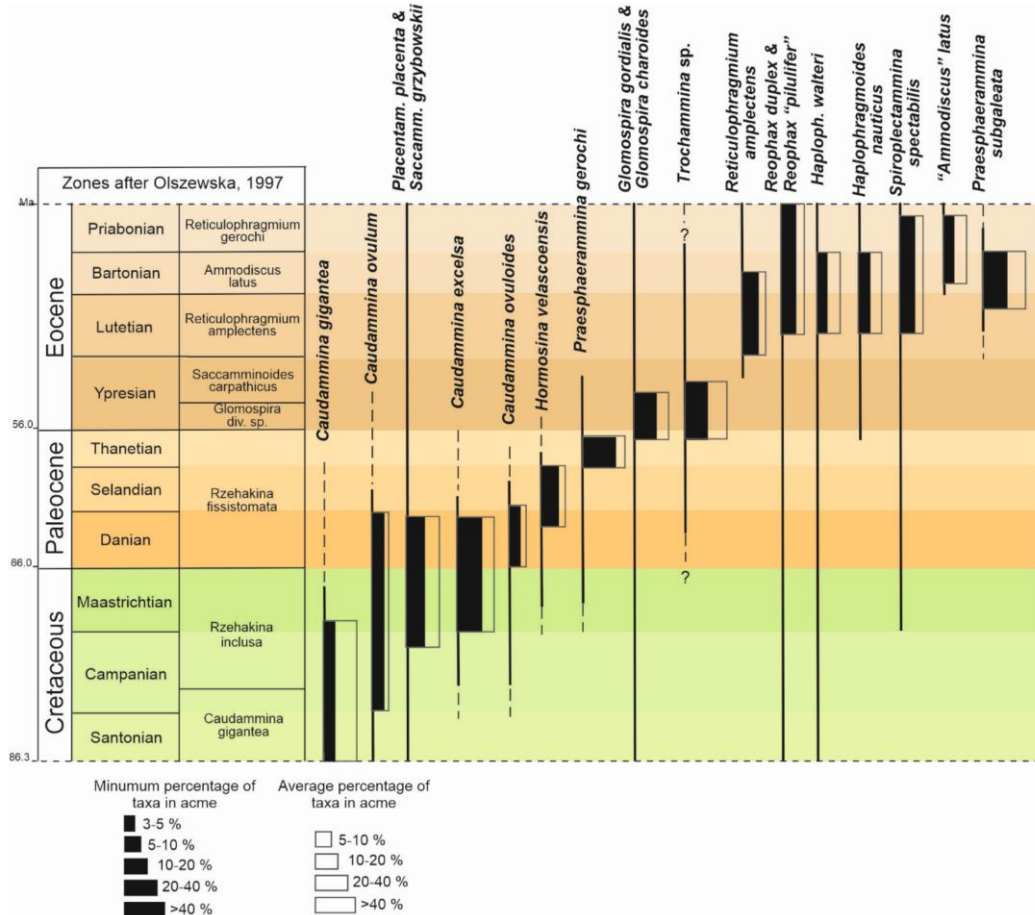 Placentam. placenta &
Saccamm. grzybowskii
Glomospira gordialis &
Glomospira charoides
Trochammina sp.
Reticulophragmium
amplectens
Reophax duplex &
Reophax "pilulifer"
Haploph. walteri
Haplophragmoides
nauticus
Spiroplectammina
spectabilis
"Ammodiscus" latus
Praesphaerammina
subgaleata
Caudammina gigantea
Caudammina ovulum
Caudammina excelsa
Caudammina ovuloides
Hormosina velascoensis
Praesphaerammina gerochi
Zones after Olszewska, 1997
Ma
Eocene
Priabonian
Reticulophragmium
gerochi
?
Bartonian
Ammodiscus
latus
Lutetian
Reticulophragmium
amplectens
Ypresian
Saccamminoides
carpathicus
Glomospira
div. sp.
56.0
Paleocene
Thanetian
Selandian
Rzehakina
fissistomata
Danian
66.0
?
Cretaceous
Maastrichtian
Rzehakina
inclusa
Campanian
Caudammina
gigantea
Santonian
86.3
Minumum percentage of
taxa in acme
3-5 %
5-10 %
10-20 %
20-40 %
>40 %
Average percentage of
taxa in acme
5-10 %
10-20 %
20-40 %
>40 %